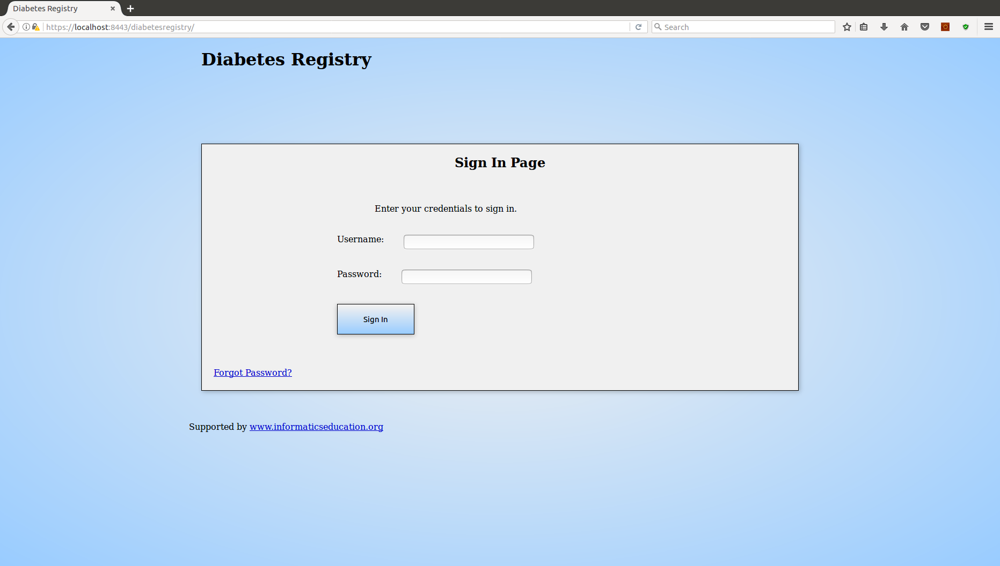 Diabetes Registry
https://localhost:8443/diabetesregistry/
Search
Diabetes Registry
Sign In Page
Enter your credentials to sign in.
Username:
Password:
Sign In
Forgot Password?
Supported by www.informaticseducation.org